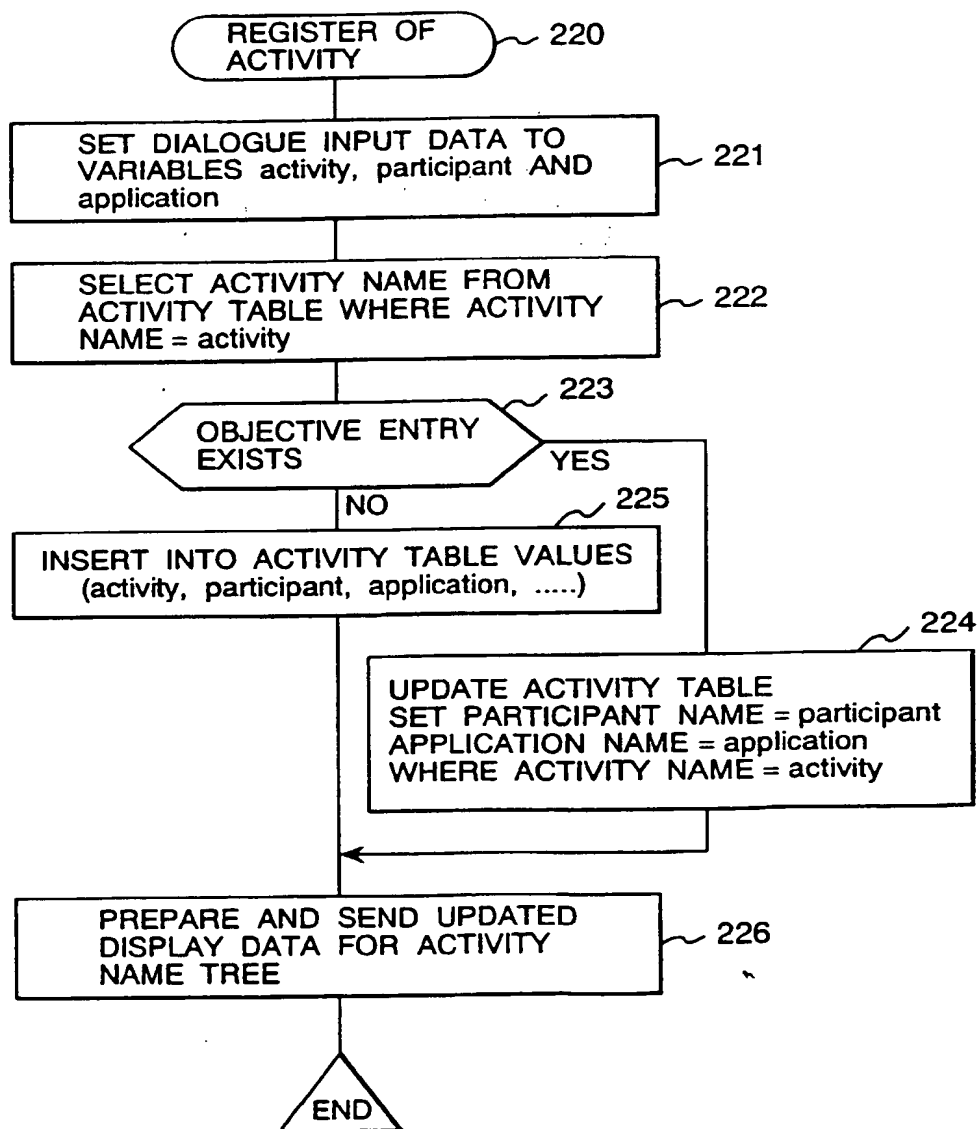 REGISTER OF
ACTIVITY
220
SET DIALOGUE INPUT DATA TO
VARIABLES activity, participant AND
application
221
SELECT ACTIVITY NAME FROM
ACTIVITY TABLE WHERE ACTIVITY
NAME = activity
222
223
OBJECTIVE ENTRY
EXISTS
YES
NO
225
INSERT INTO ACTIVITY TABLE VALUES
(activity, participant, application, .....)
224
UPDATE ACTIVITY TABLE
SET PARTICIPANT NAME = participant
APPLICATION NAME = application
WHERE ACTIVITY NAME = activity
PREPARE AND SEND UPDATED
DISPLAY DATA FOR ACTIVITY
NAME TREE
226
END